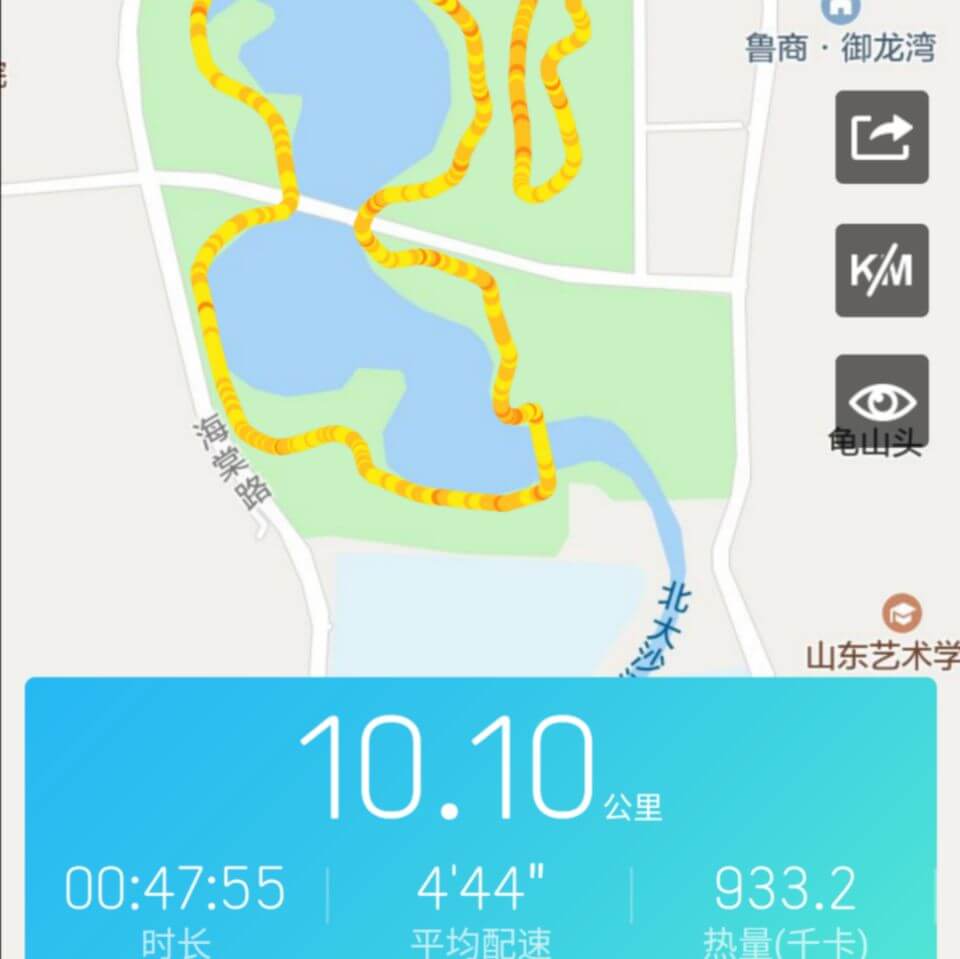 鲁商·御龙湾
K/M
龟山头
海棠路
北大沙
山东艺术学
10.10公里
00:47:55 4'44" 933.2
时长 平均配速 热量(千卡)